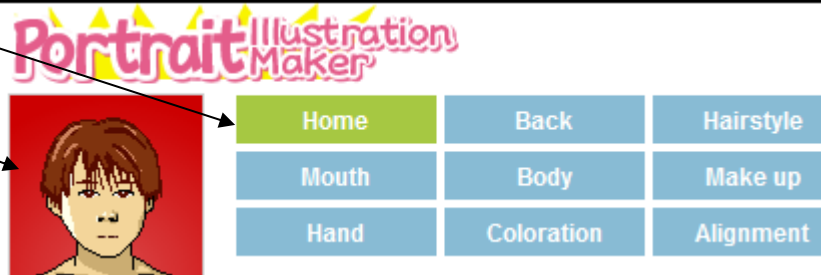 Portrait Illustration
Maker
Home Back Hairstyle
Mouth Body Make up
Hand Coloration Alignment